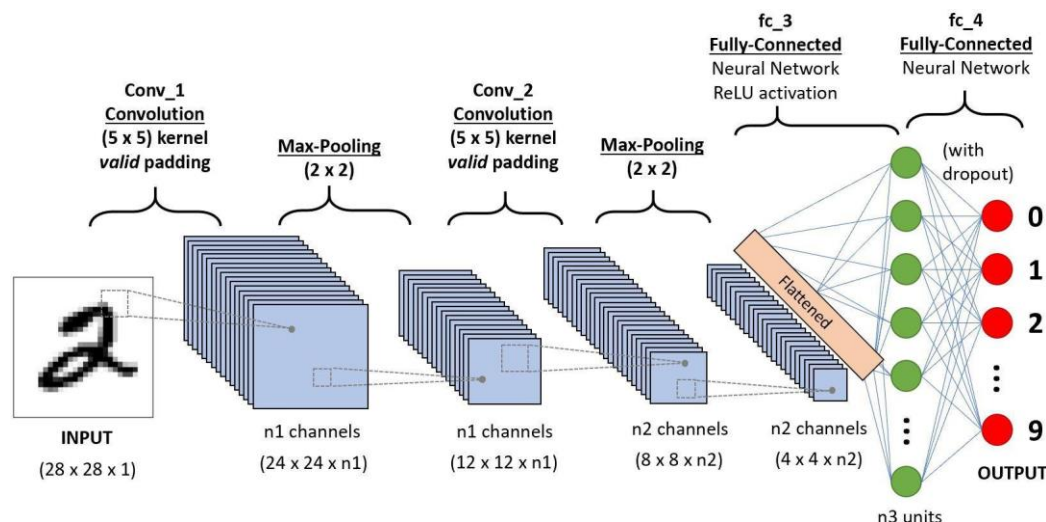 Conv_1
Convolution
(5 x 5) kernel
valid padding
Max-Pooling
(2 x 2)
Conv_2
Convolution
(5 x 5) kernel
valid padding
Max-Pooling
(2 x 2)
fc_3
Fully-Connected
Neural Network
ReLU activation
fc_4
Fully-Connected
Neural Network
(with
dropout)
2
Flattened
0
1
2
9
INPUT
(28 x 28 x 1)
n1 channels
(24 x 24 x n1)
n1 channels
(12 x 12 x n1)
n2 channels
(8 x 8 x n2)
n2 channels
(4 x 4 x n2)
n3 units
OUTPUT